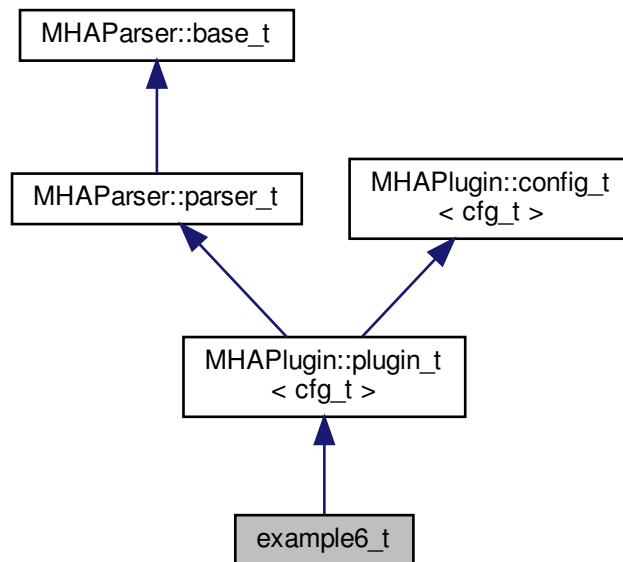 MHAParser::base_t
MHAParser::parser_t
MHAPlugin::config_t
< cfg_t >
MHAPlugin::plugin_t
< cfg_t >
example6_t